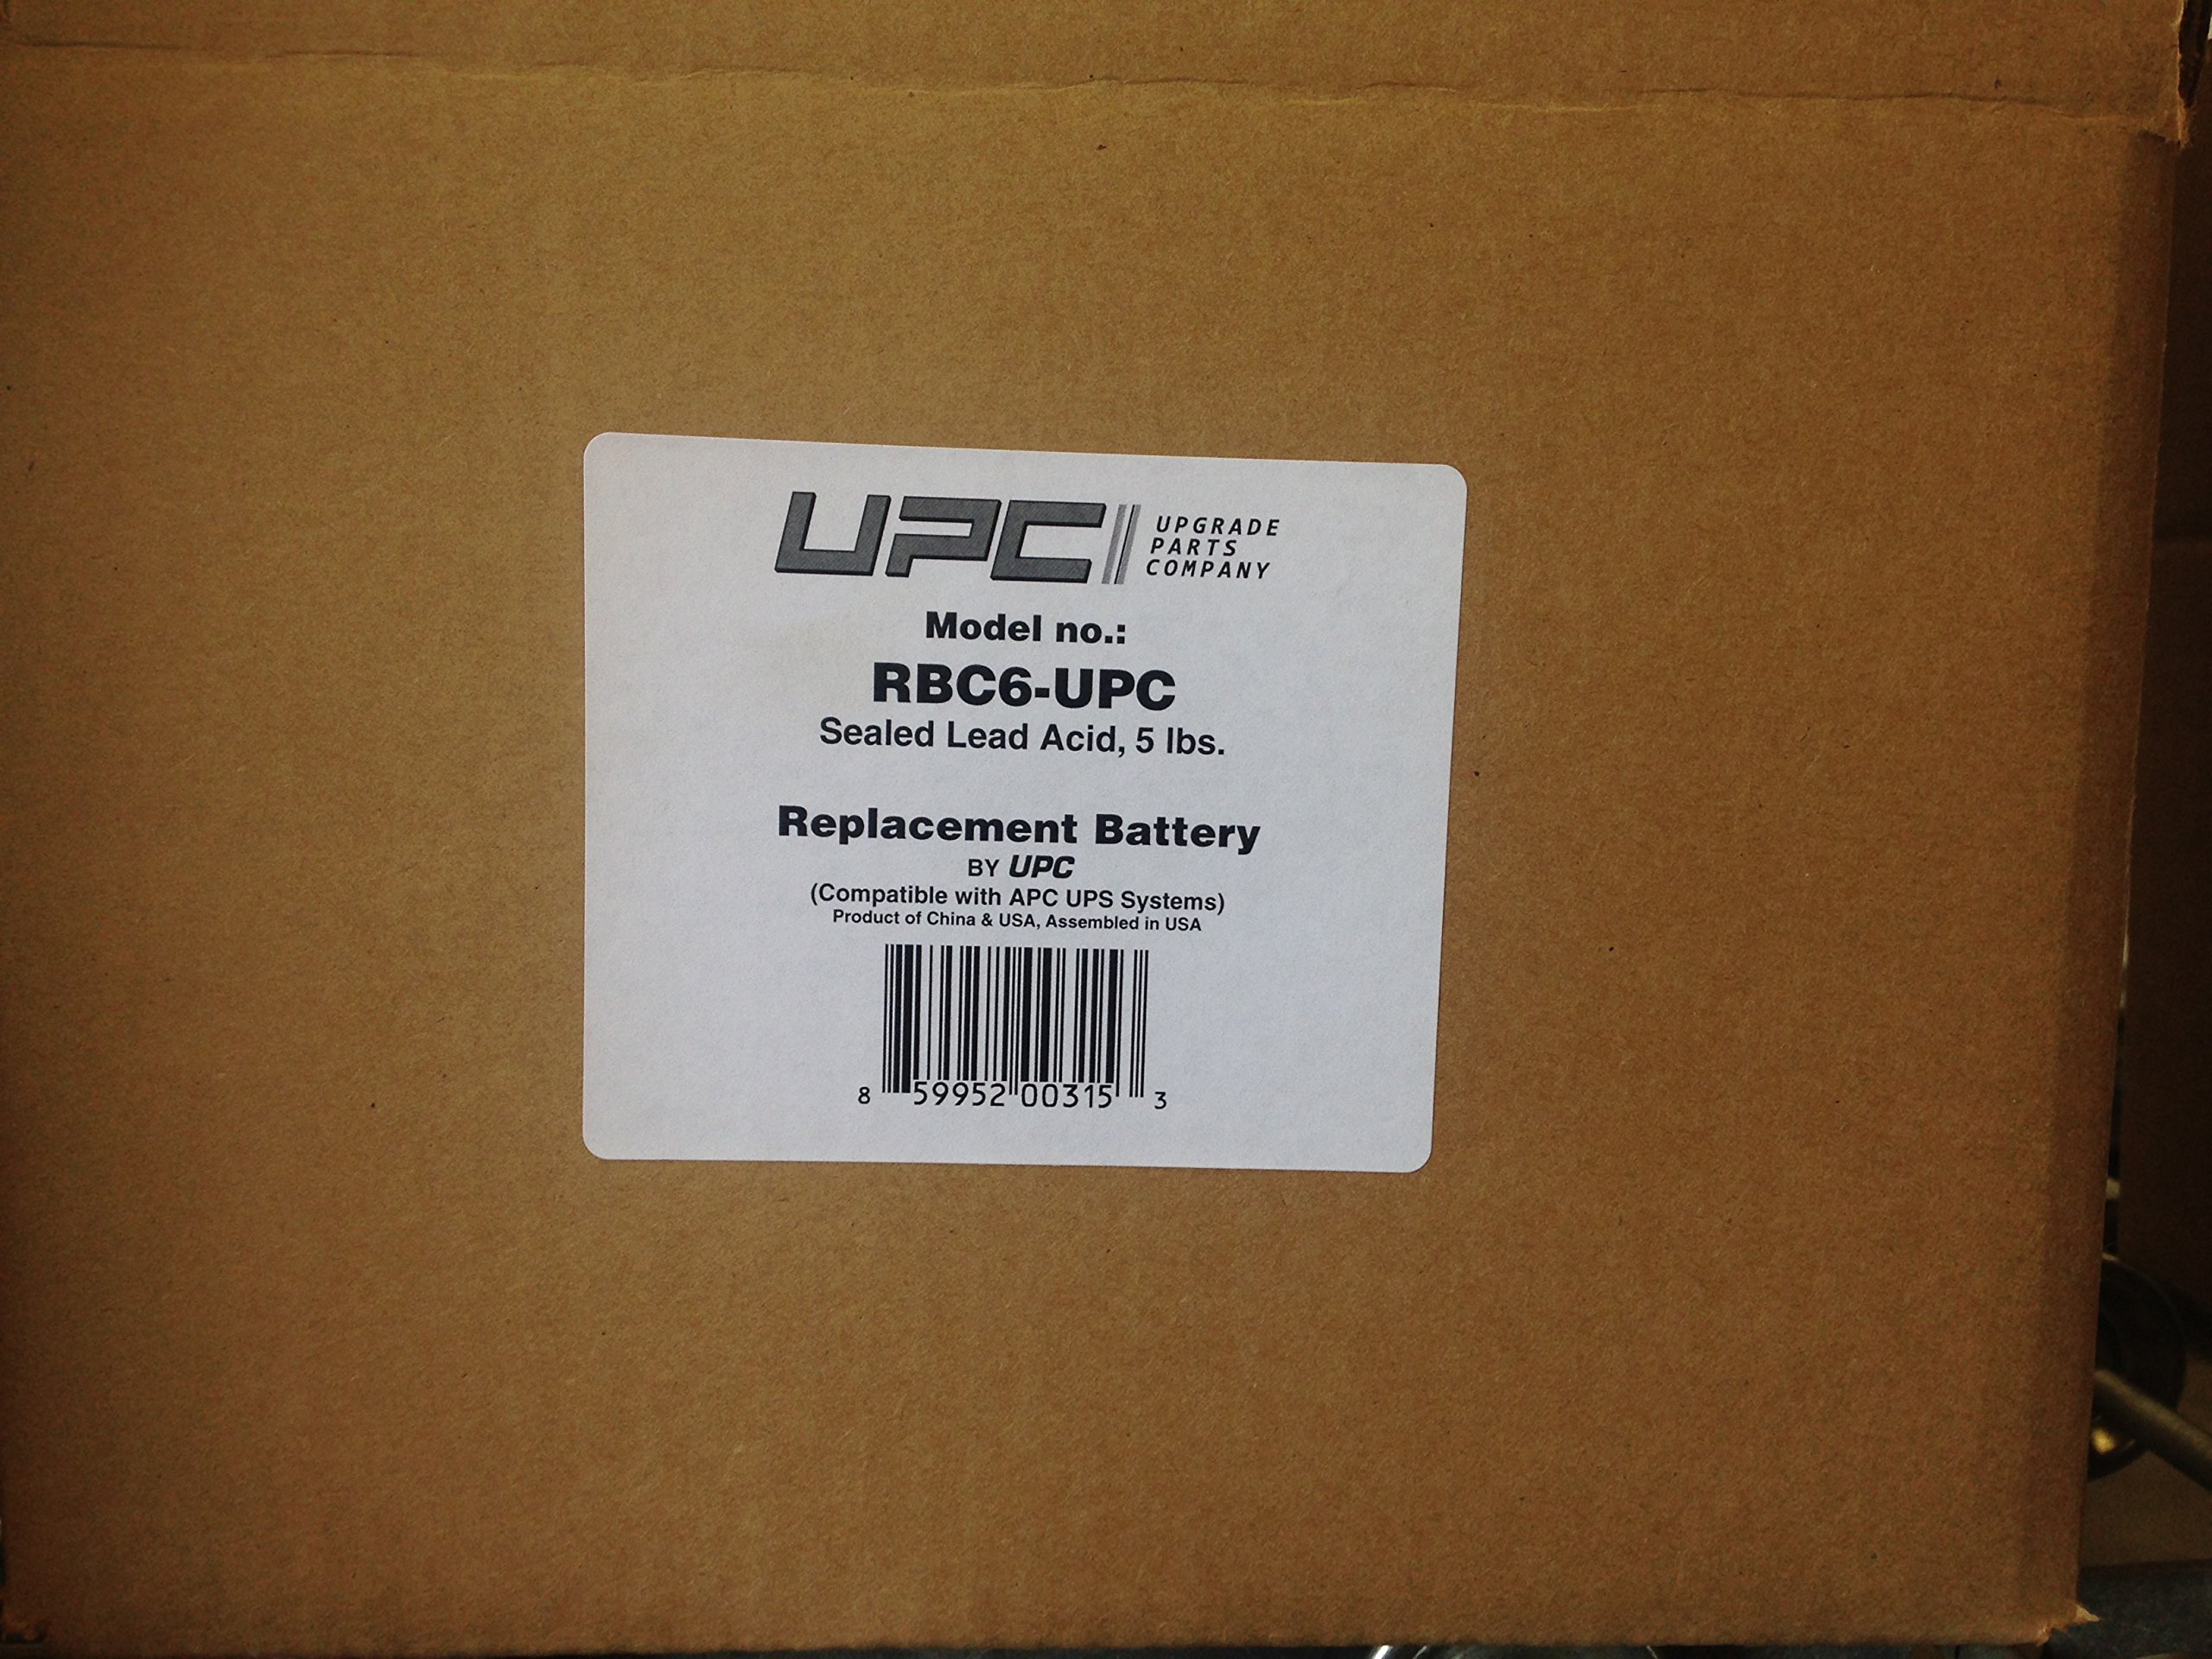 UPC
UPGRADE
PARTS
COMPANY
Model no.:
RBC6-UPC
Sealed Lead Acid, 5 lbs.
Replacement Battery
BY UPC
(Compatible with APC UPS Systems)
Product of China & USA, Assembled in USA
8 59952 00315 3